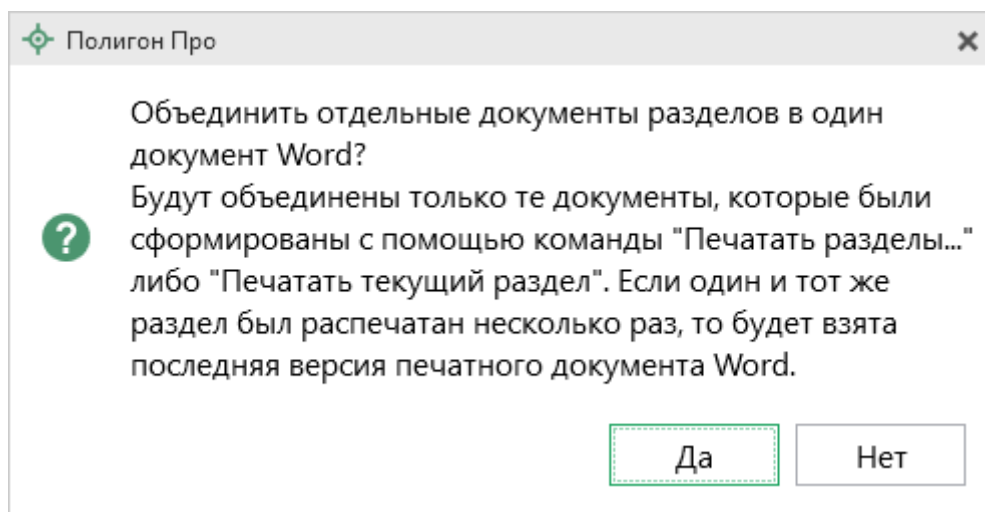 Полигон Про
Объединить отдельные документы разделов в один
документ Word?
Будут объединены только те документы, которые были
сформированы с помощью команды "Печатать разделы..."
либо "Печатать текущий раздел". Если один и тот же
раздел был распечатан несколько раз, то будет взята
последняя версия печатного документа Word.
Да
Нет